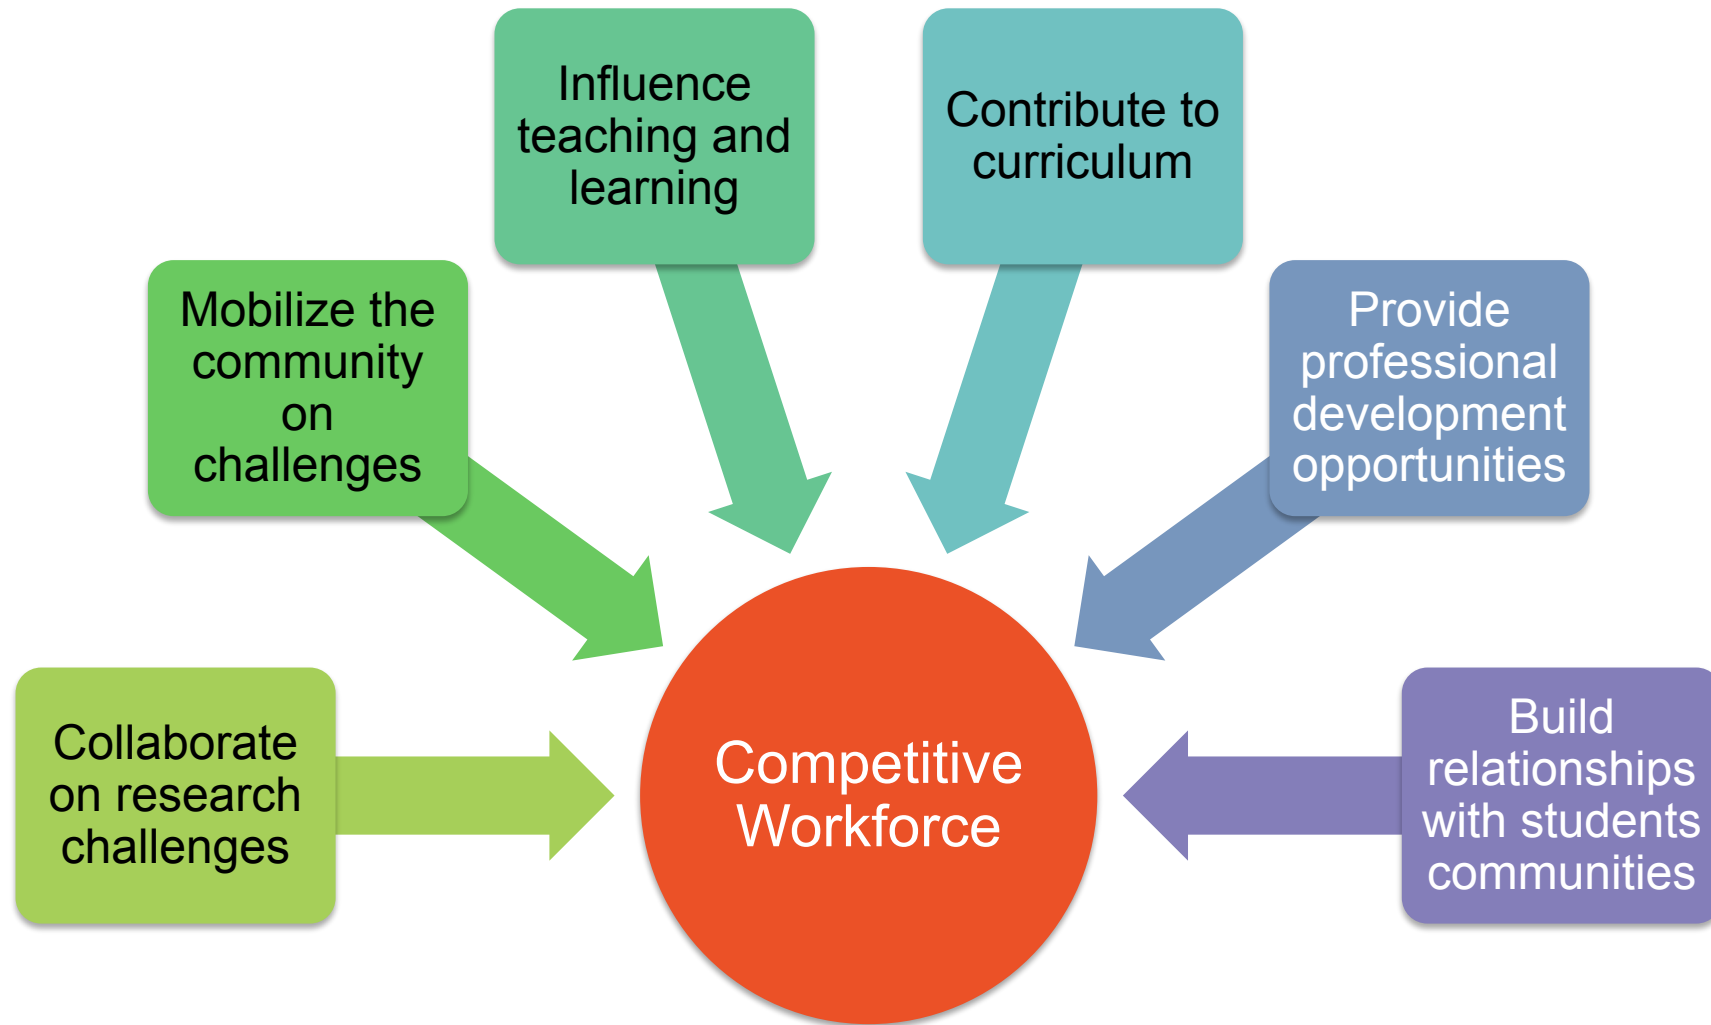 Influence
teaching and
learning
Contribute to
curriculum
Mobilize the
community
on
challenges
Provide
professional
development
opportunities
Collaborate
on research
challenges
Competitive
Workforce
Build
relationships
with students
communities